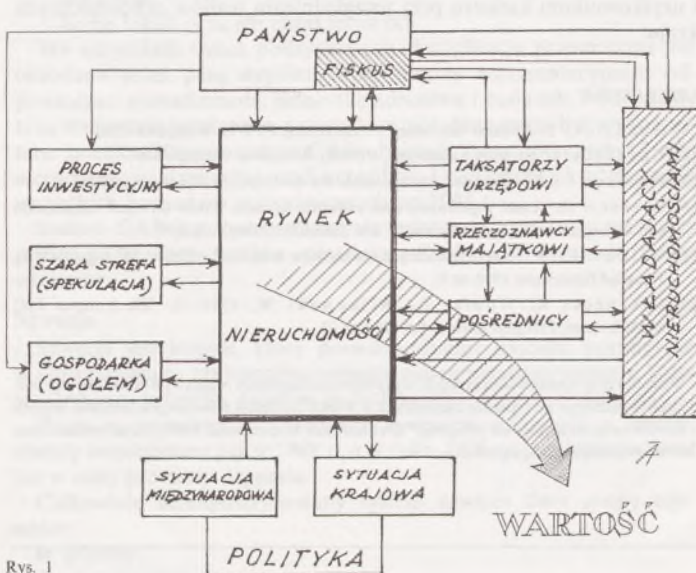 PAŃSTWO
FISKUS
PROCES
INWESTYCYJNY
RYNEK
NIERUCHOMOŚCI
TAKSATORZY
URZĘDOWI
RZECZOZNAWCY
MAJĄTKOWI
POŚREDNICY
WŁADAJĄCY
NIERUCHOMOŚCIAMI
SZARA STREFA
(SPEKULACJA)
GOSPODARKA
(OGÓŁEM)
SYTUACJA
MIĘDZYNARODOWA
SYTUACJA
KRAJOWA
POLITYKA
WARTOŚĆ
Rys. 1